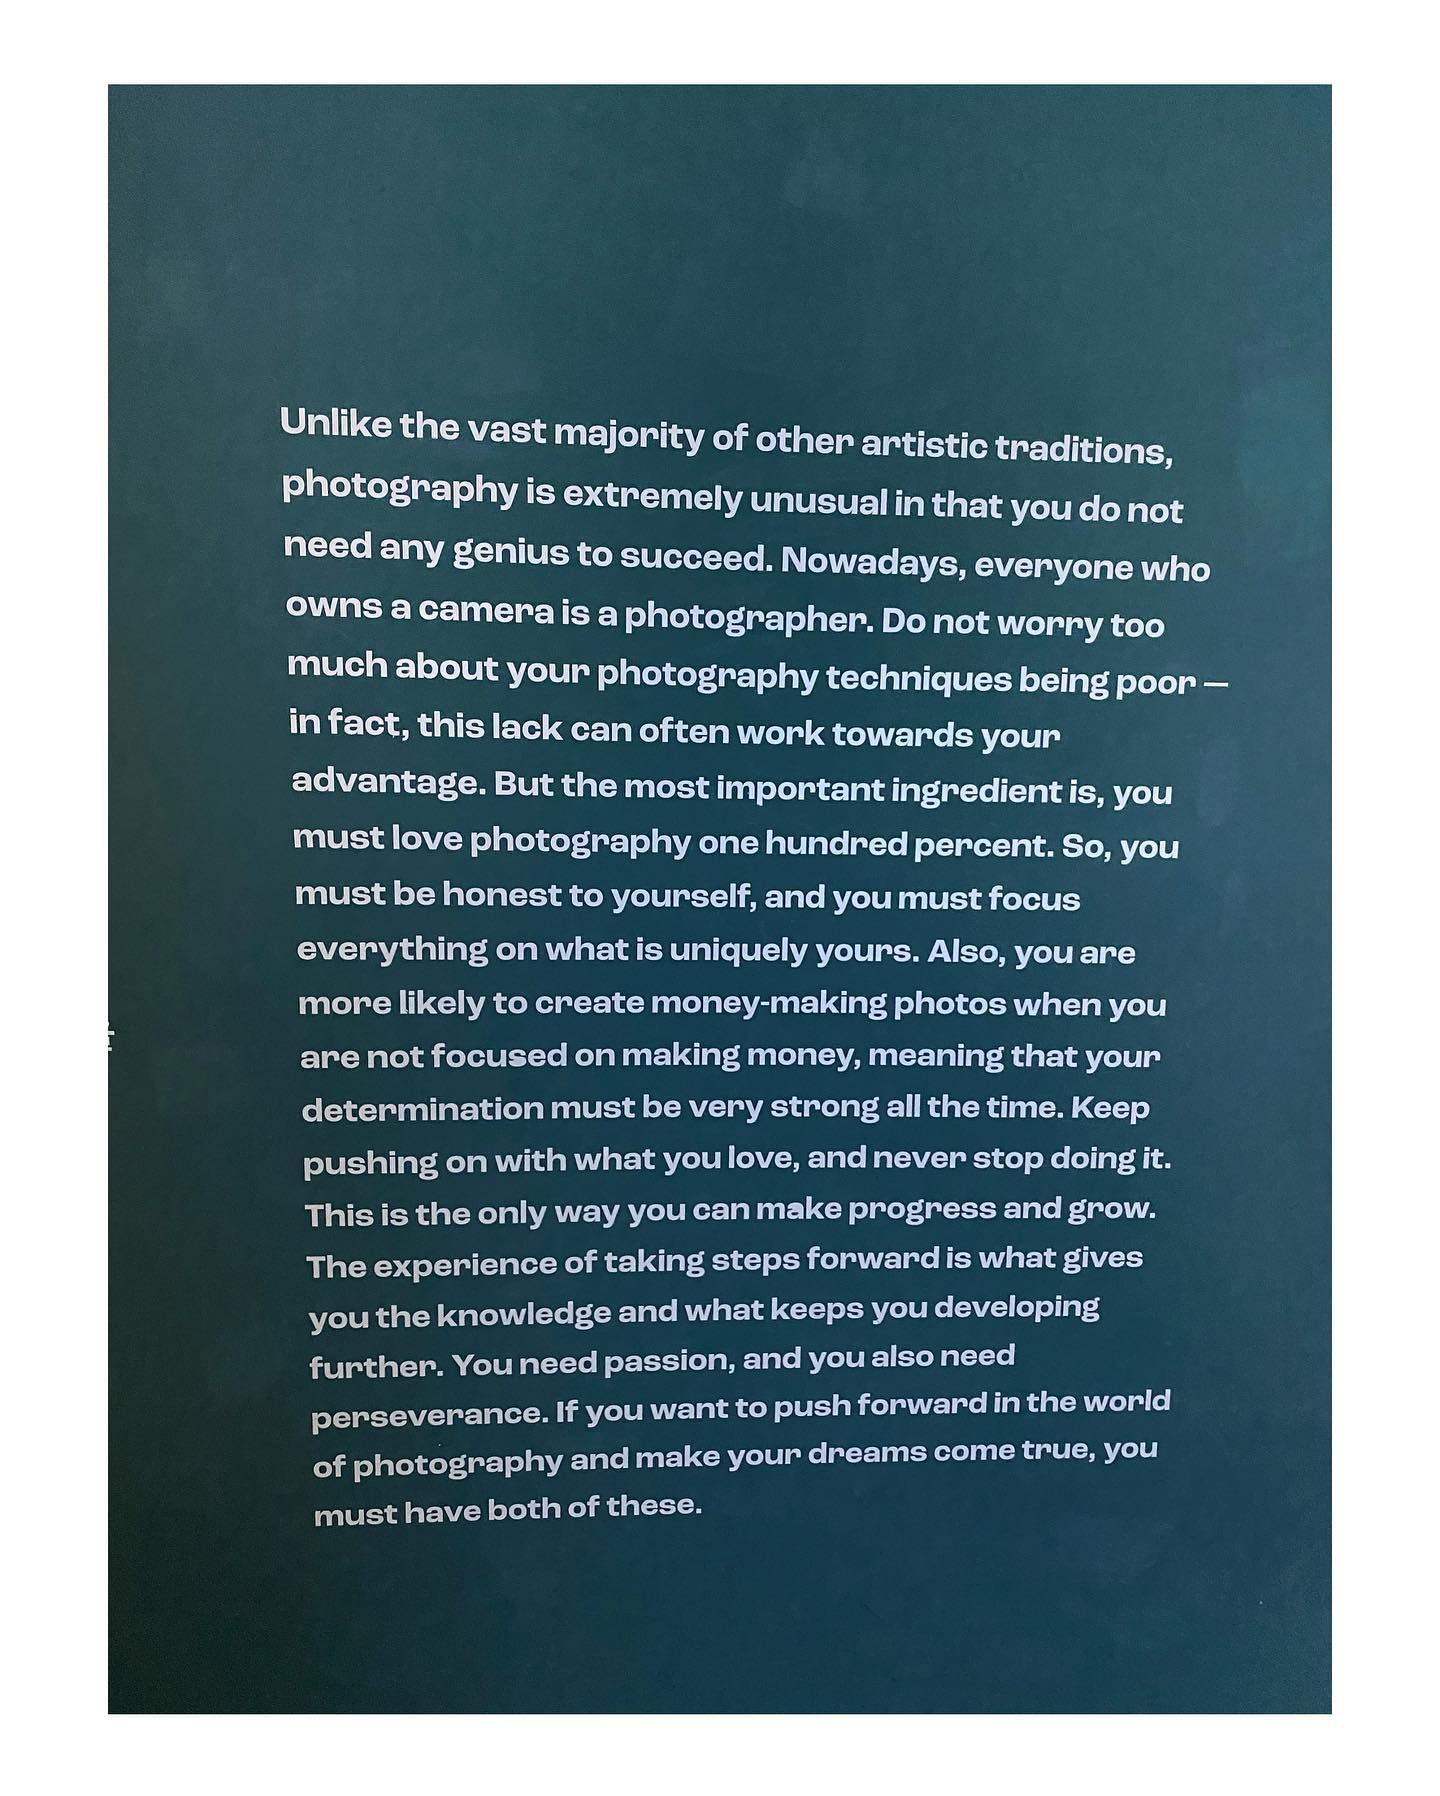 Unlike the vast majority of other artistic traditions,
photography is extremely unusual in that you do not
need any genius to succeed. Nowadays, everyone who
owns a camera is a photographer. Do not worry too
much about your photography techniques being poor —
in fact, this lack can often work towards your
advantage. But the most important ingredient is, you
must love photography one hundred percent. So, you
must be honest to yourself, and you must focus
everything on what is uniquely yours. Also, you are
more likely to create money-making photos when you
are not focused on making money, meaning that your
determination must be very strong all the time. Keep
pushing on with what you love, and never stop doing it.
This is the only way you can make progress and grow.
The experience of taking steps forward is what gives
you the knowledge and what keeps you developing
further. You need passion, and you also need
perseverance. If you want to push forward in the world
of photography and make your dreams come true, you
must have both of these.